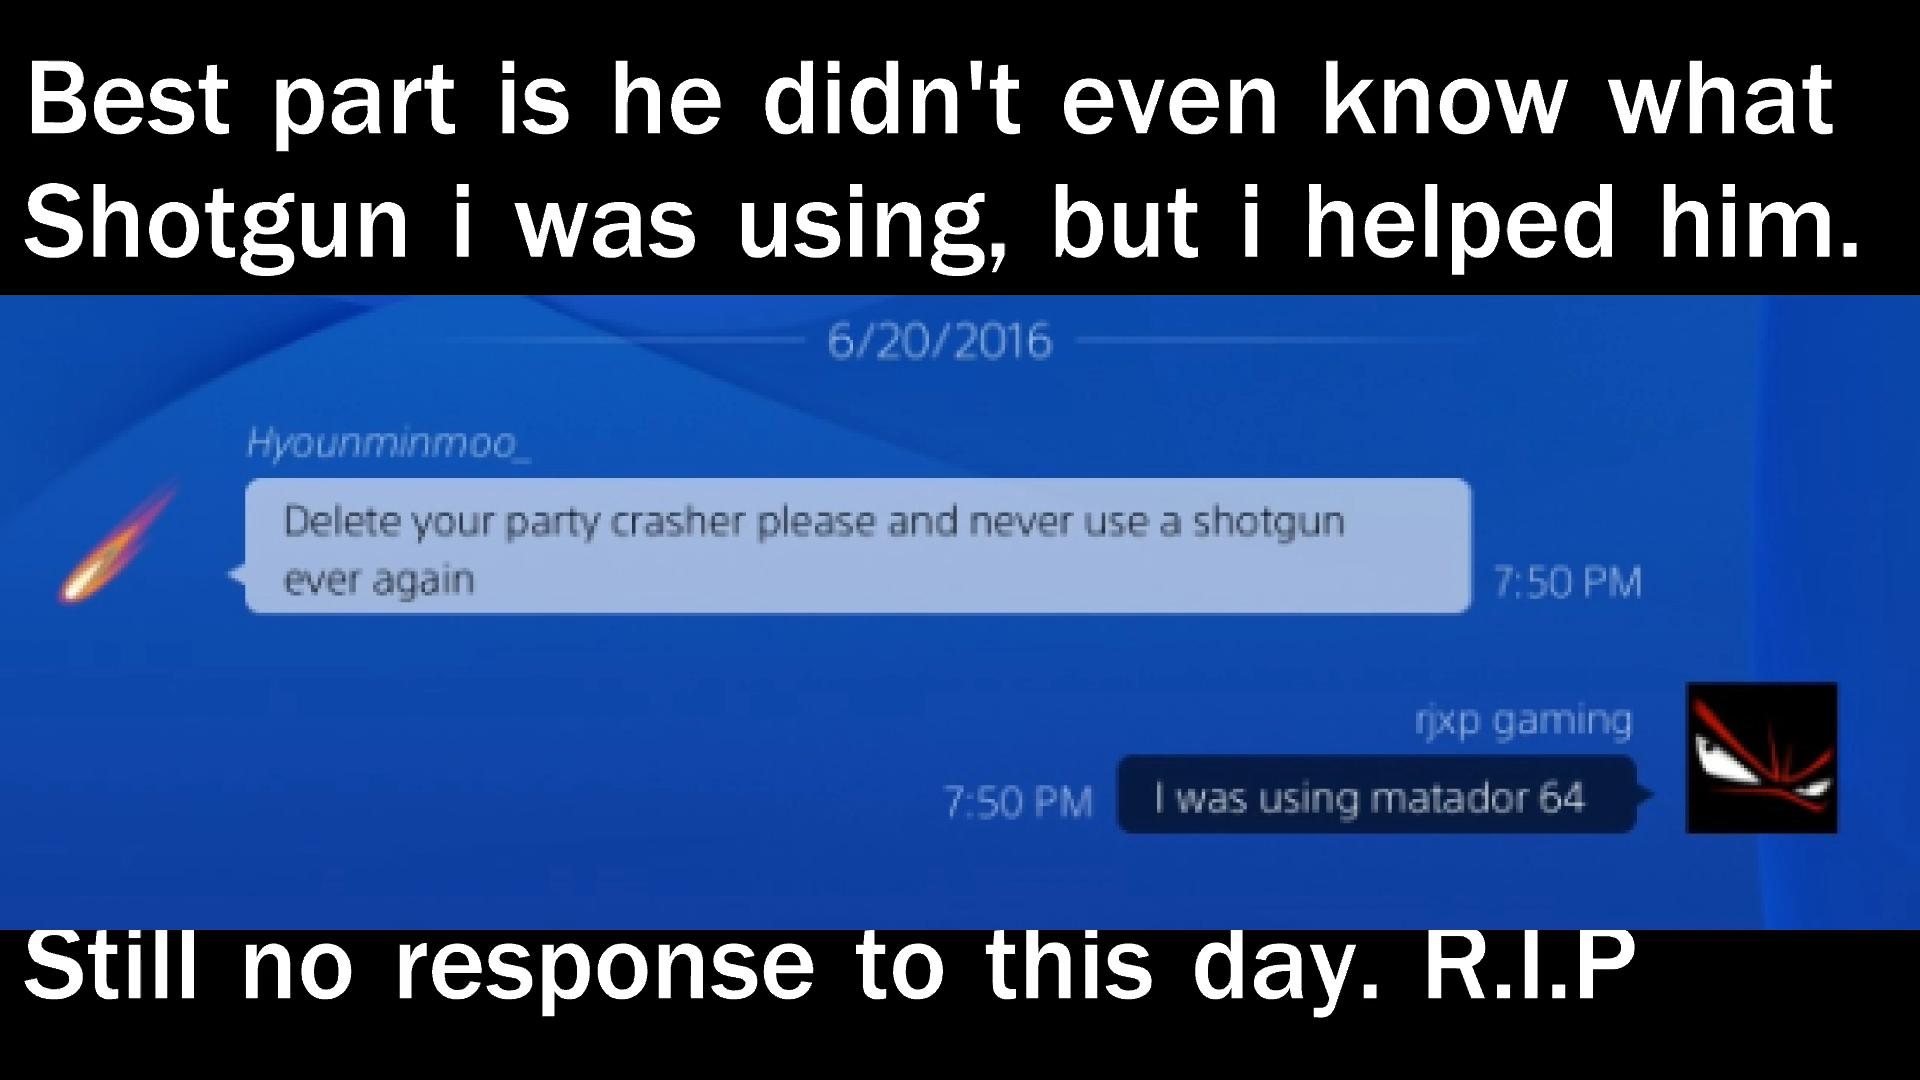 Best part is he didn't even know what
Shotgun i was using, but i helped him.
6/20/2016
Hyounminmoo_
Delete your party crasher please and never use a shotgun
ever again
7:50 PM
rjxp gaming
7:50 PM
I was using matador 64
Still no response to this day. R.I.P